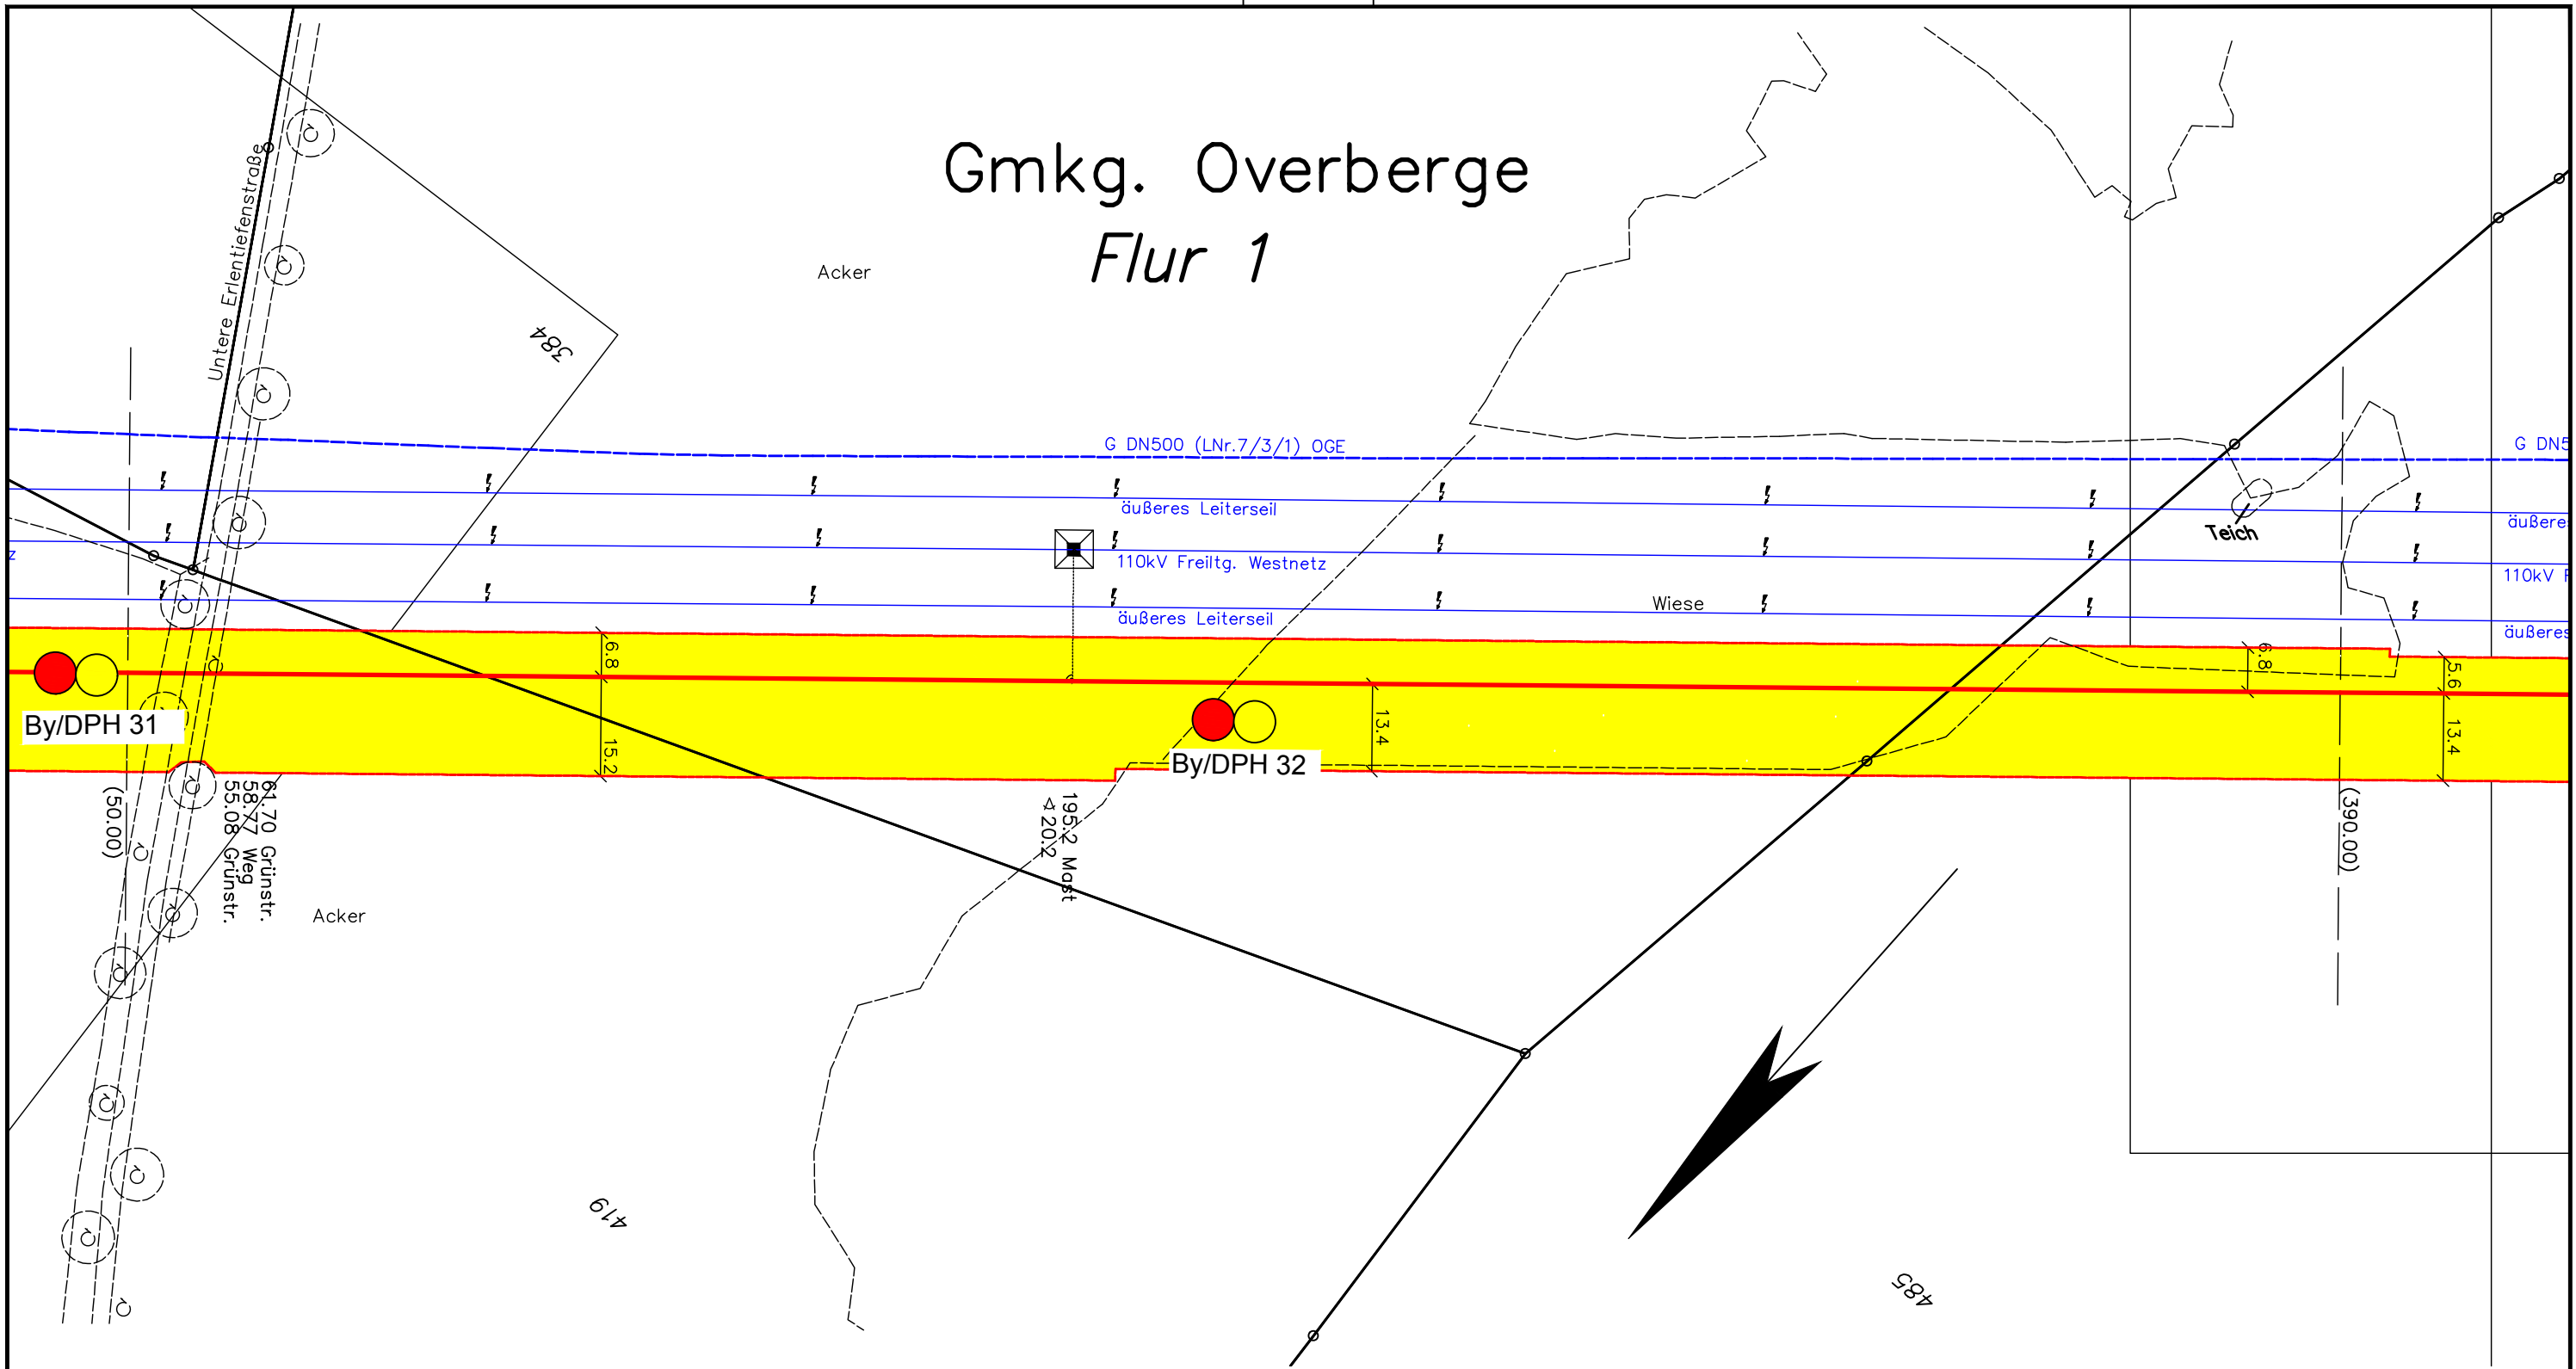 Gmkg. Overberge
Flur 1
Untere Erlentiefenstraße
Acker
384
G DN500 (LNr.7/3/1) OGE
G DN5
äußeres Leiterseil
äußeres
Teich
z
110kV Freiltg. Westnetz
110kV F
Wiese
äußeres Leiterseil
äußeres
6.8
6.8
5.6
By/DPH 31
15.2
13.4
13.4
By/DPH 32
(50.00)
61.70 Grünstr.
58.77 Weg
55.08 Grünstr.
195.2 Mast
∢ 20.2
(390.00)
Acker
419
485